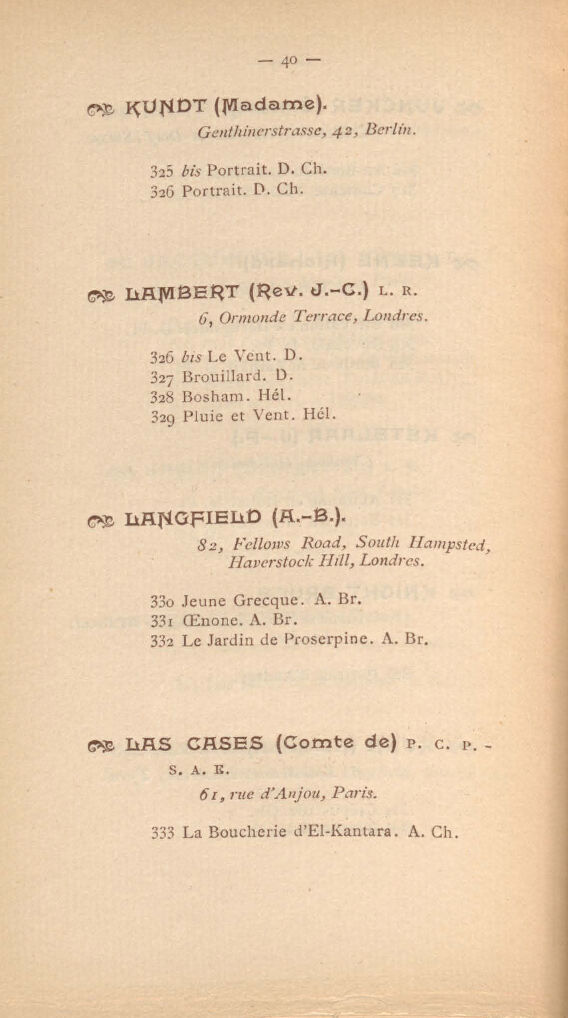 — 40 —
KUNDT (Madame).
Genthinerstrasse, 42, Berlin.
325 bis Portrait. D. Ch.
326 Portrait. D. Ch.
LAMBERT (Rev. J.-C.) L. R.
6, Ormonde Terrace, Londres.
326 bis Le Vent. D.
327 Brouillard. D.
328 Bosham. Hél.
329 Pluie et Vent. Hél.
LANGFIELD (A.-B.).
82, Fellows Road, South Hampsted,
Haverstock Hill, Londres.
330 Jeune Grecque. A. Br.
331 Œnone. A. Br.
332 Le Jardin de Proserpine. A. Br.
LAS CASES (Comte de) P. C. P. -
S. A. E.
61, rue d'Anjou, Paris.
333 La Boucherie d'El-Kantara. A. Ch.